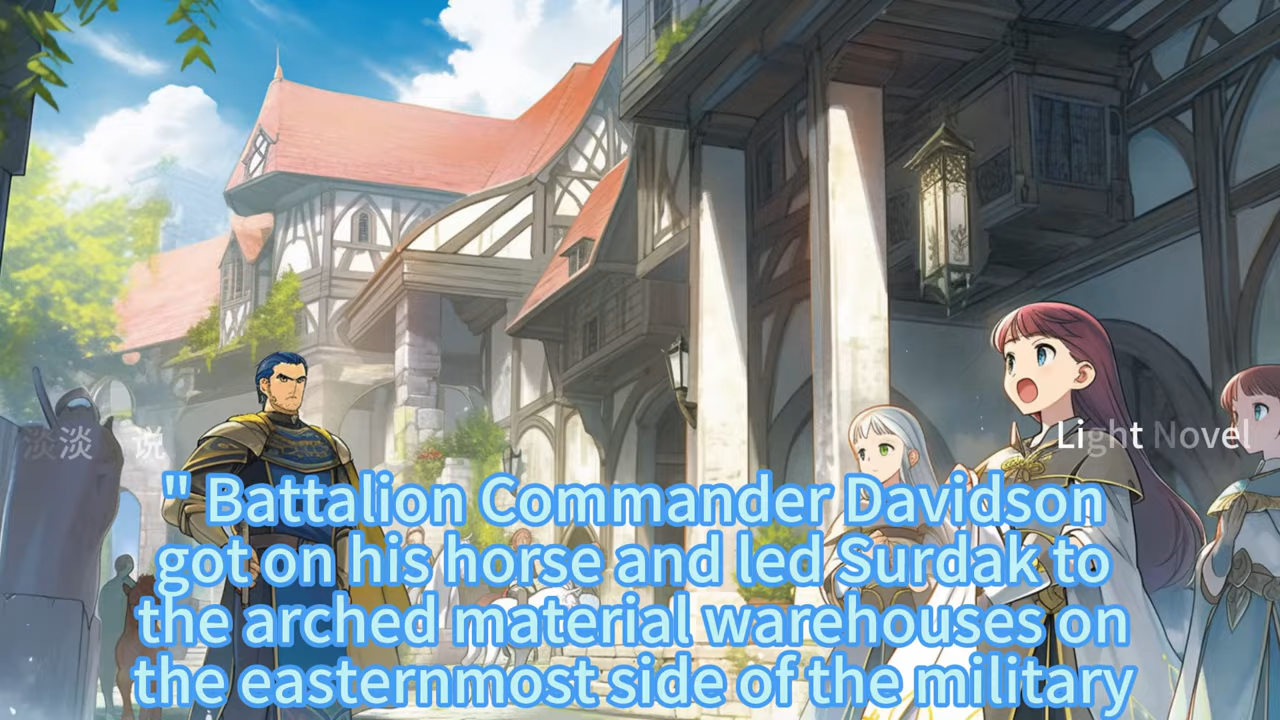 淡淡 说
Light Novel
" Battalion Commander Davidson
got on his horse and led Surdak to
the arched material warehouses on
the easternmost side of the military